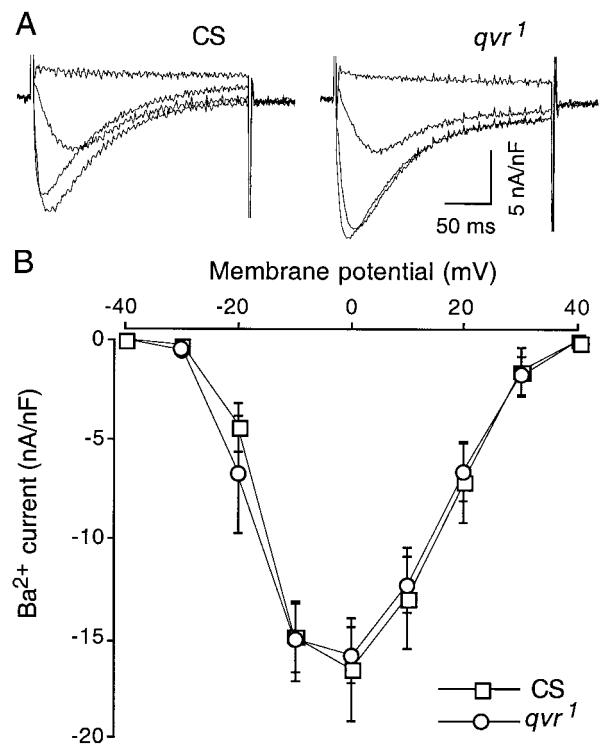 A
CS
qvr 1
5 nA/nF
50 ms
B
Membrane potential (mV)
-40 -20 0 20 40
0
-5
-10
-15
-20
Ba2+ current (nA/nF)
CS
qvr 1